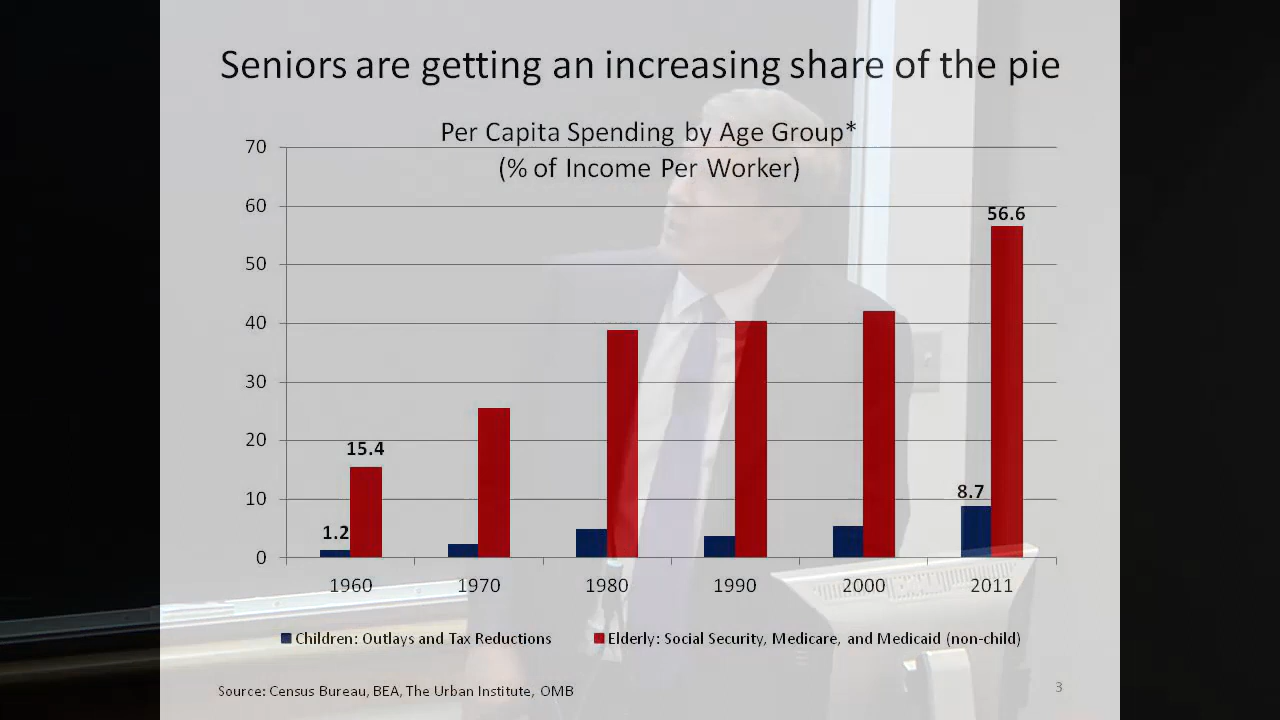 Seniors are getting an increasing share of the pie
Per Capita Spending by Age Group*
(% of Income Per Worker)
70
60
50
40
30
20
10
0
15.4
1.2
56.6
8.7
1960 1970 1980 1990 2000 2011
Children: Outlays and Tax Reductions Elderly: Social Security, Medicare, and Medicaid (non-child)
Source: Census Bureau, BEA, The Urban Institute, OMB
3